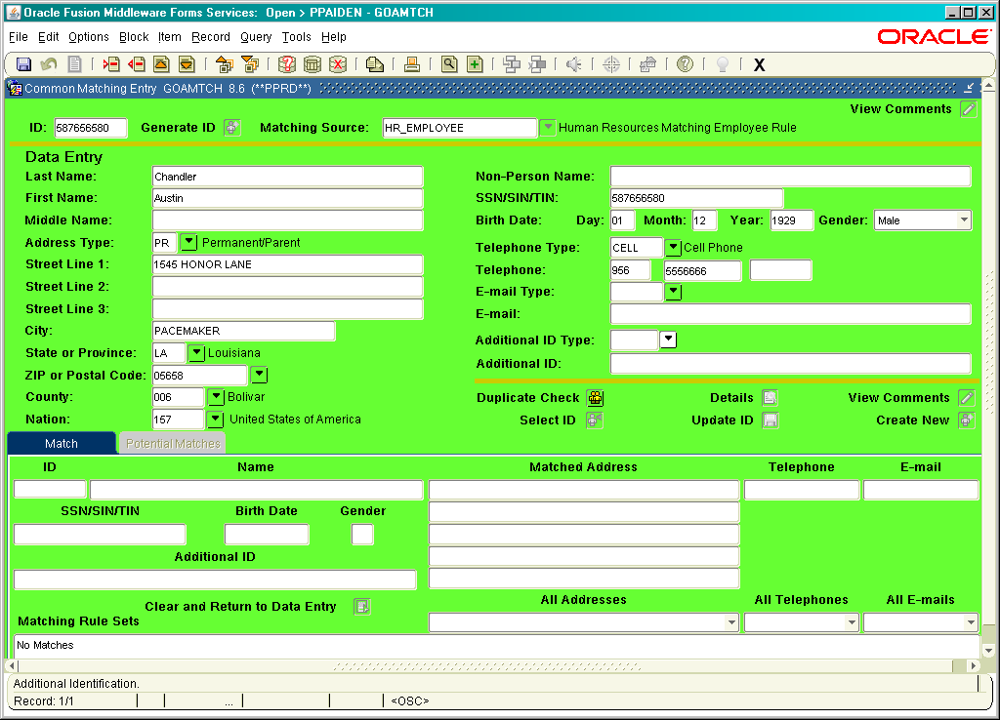 Oracle Fusion Middleware Forms Services: Open > PPAIDEN - GOAMTCH
File Edit Options Block Item Record Query Tools Help
ORACLE
X
Common Matching Entry GOAMTCH 8.6 (**PPRD**)
View Comments
ID: 587656580 Generate ID Matching Source: HR_EMPLOYEE Human Resources Matching Employee Rule
Data Entry
Last Name: Chandler Non-Person Name:
First Name: Austin SSN/SIN/TIN: 587656580
Middle Name: Birth Date: Day: 01 Month: 12 Year: 1929 Gender: Male
Address Type: PR Permanent/Parent Telephone Type: CELL Cell Phone
Street Line 1: 1545 HONOR LANE Telephone: 956 5556666
Street Line 2: E-mail Type:
Street Line 3: E-mail:
City: PACEMAKER
State or Province: LA Louisiana Additional ID Type:
ZIP or Postal Code: 05658 Additional ID:
County: 006 Bolivar Duplicate Check Details View Comments
Nation: 157 United States of America Select ID Update ID Create New
Match Potential Matches
ID Name Matched Address Telephone E-mail
SSN/SIN/TIN Birth Date Gender
Additional ID
Clear and Return to Data Entry All Addresses All Telephones All E-mails
Matching Rule Sets
No Matches
Additional Identification.
Record: 1/1 ... <OSC>